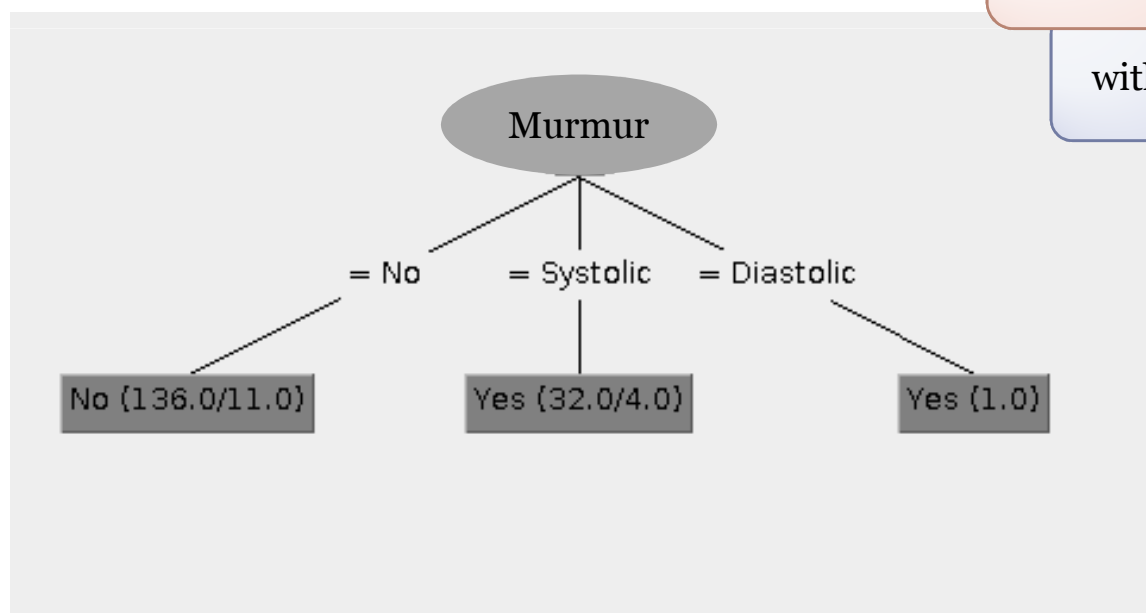 Murmur
= No = Systolic = Diastolic
No (136.0/11.0) Yes (32.0/4.0) Yes (1.0)